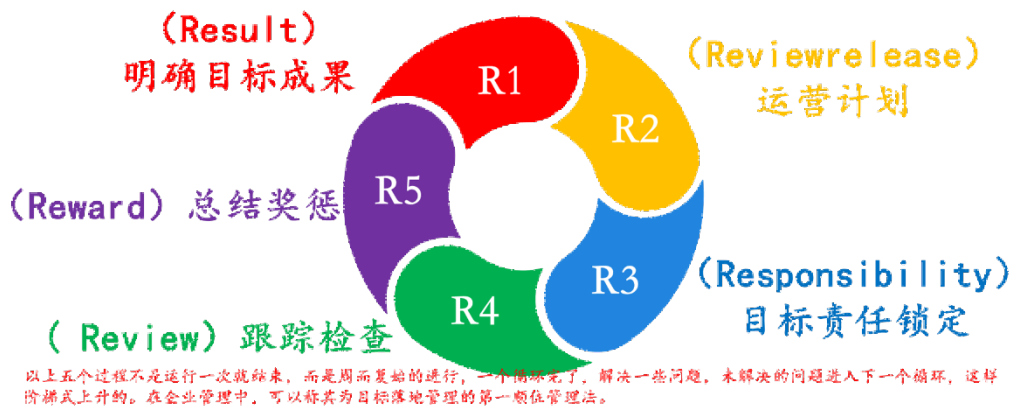 (Result)
明确目标成果
R1
(Reviewrelease)
运营计划
R2
(Responsibility)
目标责任锁定
R3
( Review) 跟踪检查
R4
(Reward) 总结奖惩
R5
以上五个过程不是运行一次就结束，而是周而复始的进行，一个循环完了，解决一些问题，未解决的问题进入下一个循环，这样
阶梯式上升的。在企业管理中，可以称其为目标落地管理的第一顺位管理法。